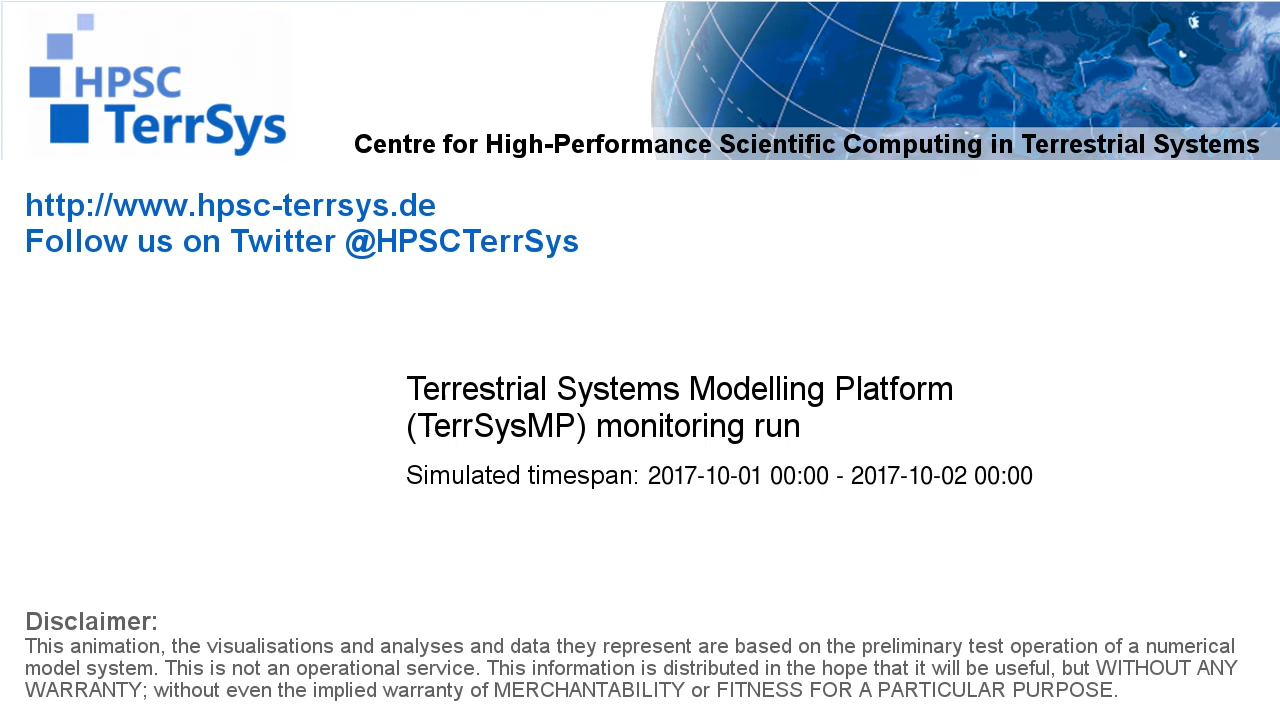 HPSC
TerrSys
Centre for High-Performance Scientific Computing in Terrestrial Systems
http://www.hpsc-terrsys.de
Follow us on Twitter @HPSCTerrSys
Terrestrial Systems Modelling Platform
(TerrSysMP) monitoring run
Simulated timespan: 2017-10-01 00:00 - 2017-10-02 00:00
Disclaimer:
This animation, the visualisations and analyses and data they represent are based on the preliminary test operation of a numerical
model system. This is not an operational service. This information is distributed in the hope that it will be useful, but WITHOUT ANY
WARRANTY; without even the implied warranty of MERCHANTABILITY or FITNESS FOR A PARTICULAR PURPOSE.